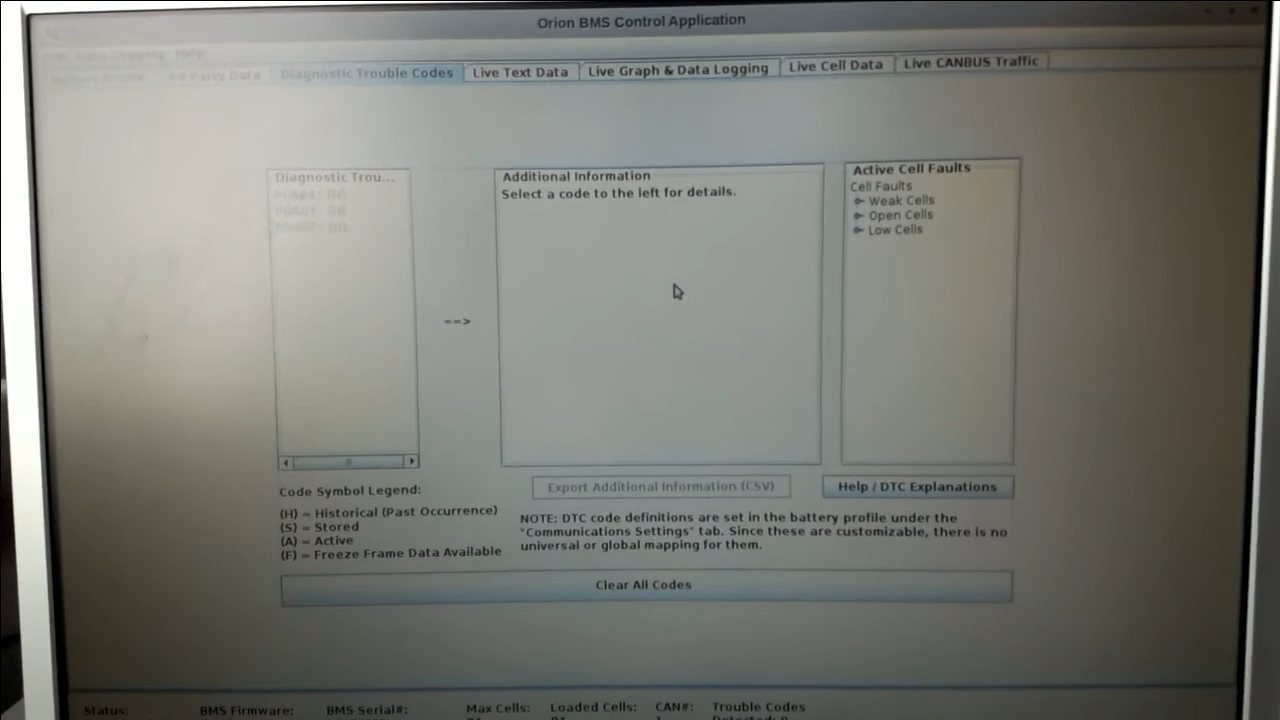 Orion BMS Control Application
Diagnostic Trouble Codes
Live Text Data
Live Graph & Data Logging
Live Cell Data
Live CANBUS Traffic
Diagnostic Trou...
==>
Additional Information
Select a code to the left for details.
Active Cell Faults
Cell Faults
Weak Cells
Open Cells
Low Cells
Export Additional Information (CSV)
Help / DTC Explanations
Code Symbol Legend:
(H) = Historical (Past Occurrence)
(S) = Stored
(A) = Active
(F) = Freeze Frame Data Available
NOTE: DTC code definitions are set in the battery profile under the
"Communications Settings" tab. Since these are customizable, there is no
universal or global mapping for them.
Clear All Codes
Status:
BMS Firmware:
BMS Serial#:
Max Cells:
Loaded Cells:
CAN#:
Trouble Codes